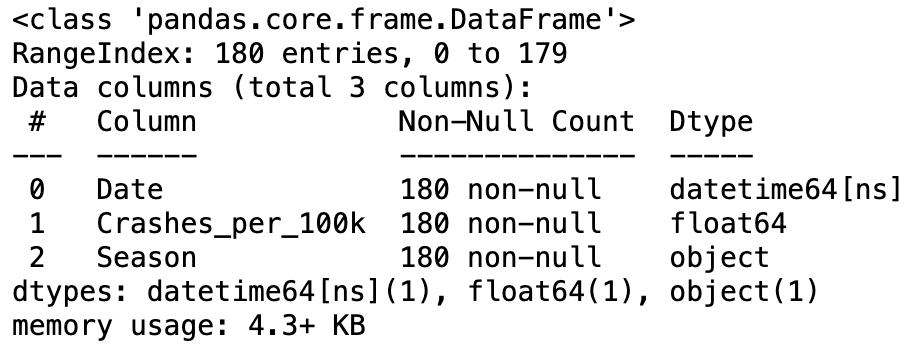 <class 'pandas.core.frame.DataFrame'>
RangeIndex: 180 entries, 0 to 179
Data columns (total 3 columns):
 #   Column            Non-Null Count  Dtype
---  ------            --------------  -----
 0   Date              180 non-null    datetime64[ns]
 1   Crashes_per_100k  180 non-null    float64
 2   Season            180 non-null    object
dtypes: datetime64[ns](1), float64(1), object(1)
memory usage: 4.3+ KB